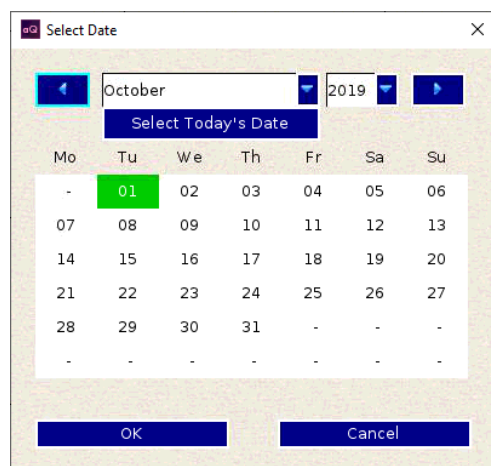 aQ Select Date
October 2019
Select Today's Date
Mo Tu We Th Fr Sa Su
- 01 02 03 04 05 06
07 08 09 10 11 12 13
14 15 16 17 18 19 20
21 22 23 24 25 26 27
28 29 30 31 - - -
- - - - - - -
OK Cancel